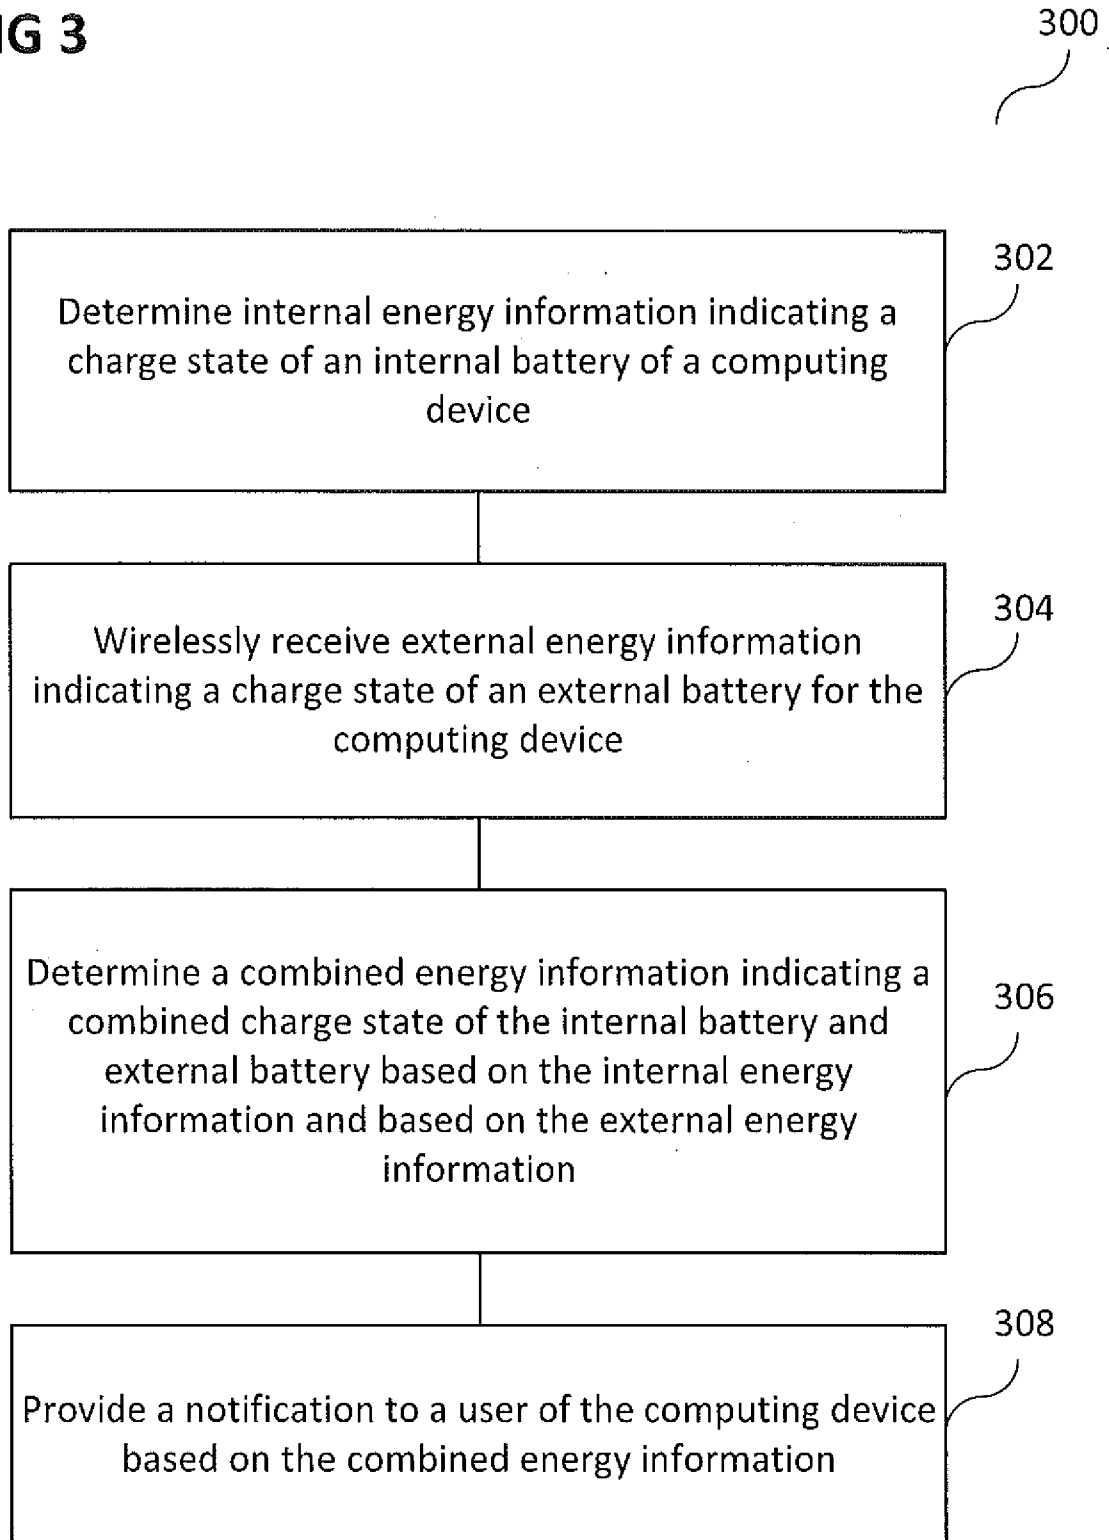 IG 3
300
302
Determine internal energy information indicating a
charge state of an internal battery of a computing
device
304
Wirelessly receive external energy information
indicating a charge state of an external battery for the
computing device
306
Determine a combined energy information indicating a
combined charge state of the internal battery and
external battery based on the internal energy
information and based on the external energy
information
308
Provide a notification to a user of the computing device
based on the combined energy information